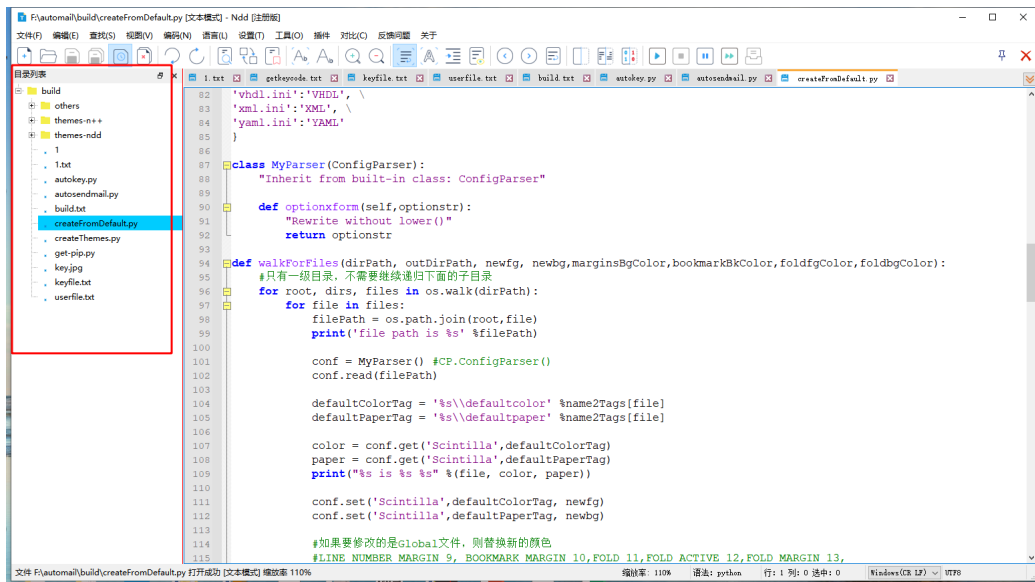 F:\automail\build\createFromDefault.py [文本模式] - Ndd [注册版]
文件(F) 编辑(E) 查找(S) 视图(V) 编码(N) 语言(L) 设置(T) 工具(O) 插件 对比(C) 反馈问题 关于
目录列表
1.txt getkeycode.txt keyfile.txt userfile.txt build.txt autokey.py autosendmail.py createFromDefault.py
build
others
themes-n++
themes-ndd
1
1.txt
autokey.py
autosendmail.py
build.txt
createFromDefault.py
createThemes.py
get-pip.py
key.jpg
keyfile.txt
userfile.txt
82 'vhdl.ini':'VHDL', \
83 'xml.ini':'XML', \
84 'yaml.ini':'YAML'
85 }
86
87 class MyParser(ConfigParser):
88 "Inherit from built-in class: ConfigParser"
89
90 def optionxform(self,optionstr):
91 "Rewrite without lower()"
92 return optionstr
93
94 def walkForFiles(dirPath, outDirPath, newfg, newbg,marginsBgColor,bookmarkBkColor,foldfgColor,foldbgColor):
95 #只有一级目录，不需要继续递归下面的子目录
96 for root, dirs, files in os.walk(dirPath):
97 for file in files:
98 filePath = os.path.join(root,file)
99 print('file path is %s' %filePath)
100
101 conf = MyParser() #CP.ConfigParser()
102 conf.read(filePath)
103
104 defaultColorTag = '%s\\defaultcolor' %name2Tags[file]
105 defaultPaperTag = '%s\\defaultpaper' %name2Tags[file]
106
107 color = conf.get('Scintilla',defaultColorTag)
108 paper = conf.get('Scintilla',defaultPaperTag)
109 print("%s is %s %s" %(file, color, paper))
110
111 conf.set('Scintilla',defaultColorTag, newfg)
112 conf.set('Scintilla',defaultPaperTag, newbg)
113
114 #如果要修改的是Global文件，则替换新的颜色
115 #LINE NUMBER MARGIN 9, BOOKMARK MARGIN 10,FOLD 11,FOLD ACTIVE 12,FOLD MARGIN 13,
文件 F:\automail\build\createFromDefault.py 打开成功 [文本模式] 缩放率 110% 缩放率: 110% 语法: python 行: 1 列: 0 选中: 0 Windows(CR LF) UTF8